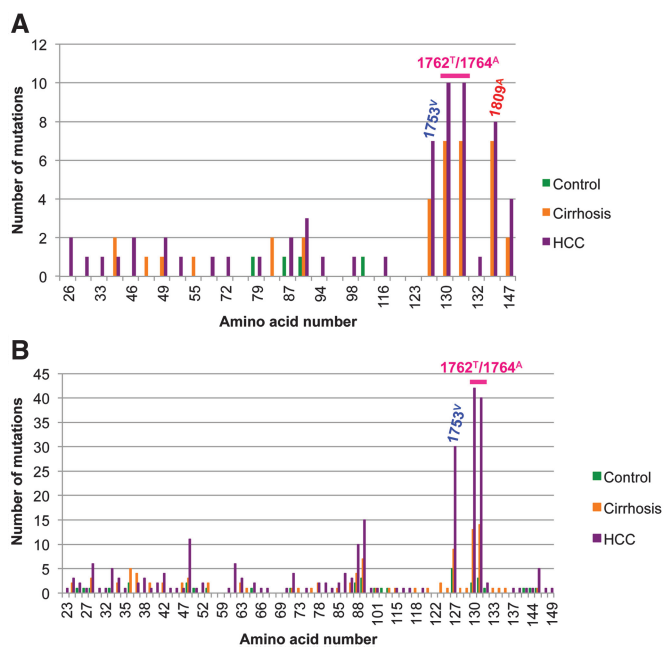 A
12
10
8
6
4
2
0
Number of mutations
1753V
1762T/1764A
1809A
26 33 46 49 55 72 79 87 94 98 116 123 130 132 147
Amino acid number
Control
Cirrhosis
HCC
B
45
40
35
30
25
20
15
10
5
0
Number of mutations
1753V
1762T/1764A
23 27 32 35 38 42 48 52 59 63 66 69 73 78 85 88 101 115 118 122 127 130 133 137 144 149
Amino acid number
Control
Cirrhosis
HCC